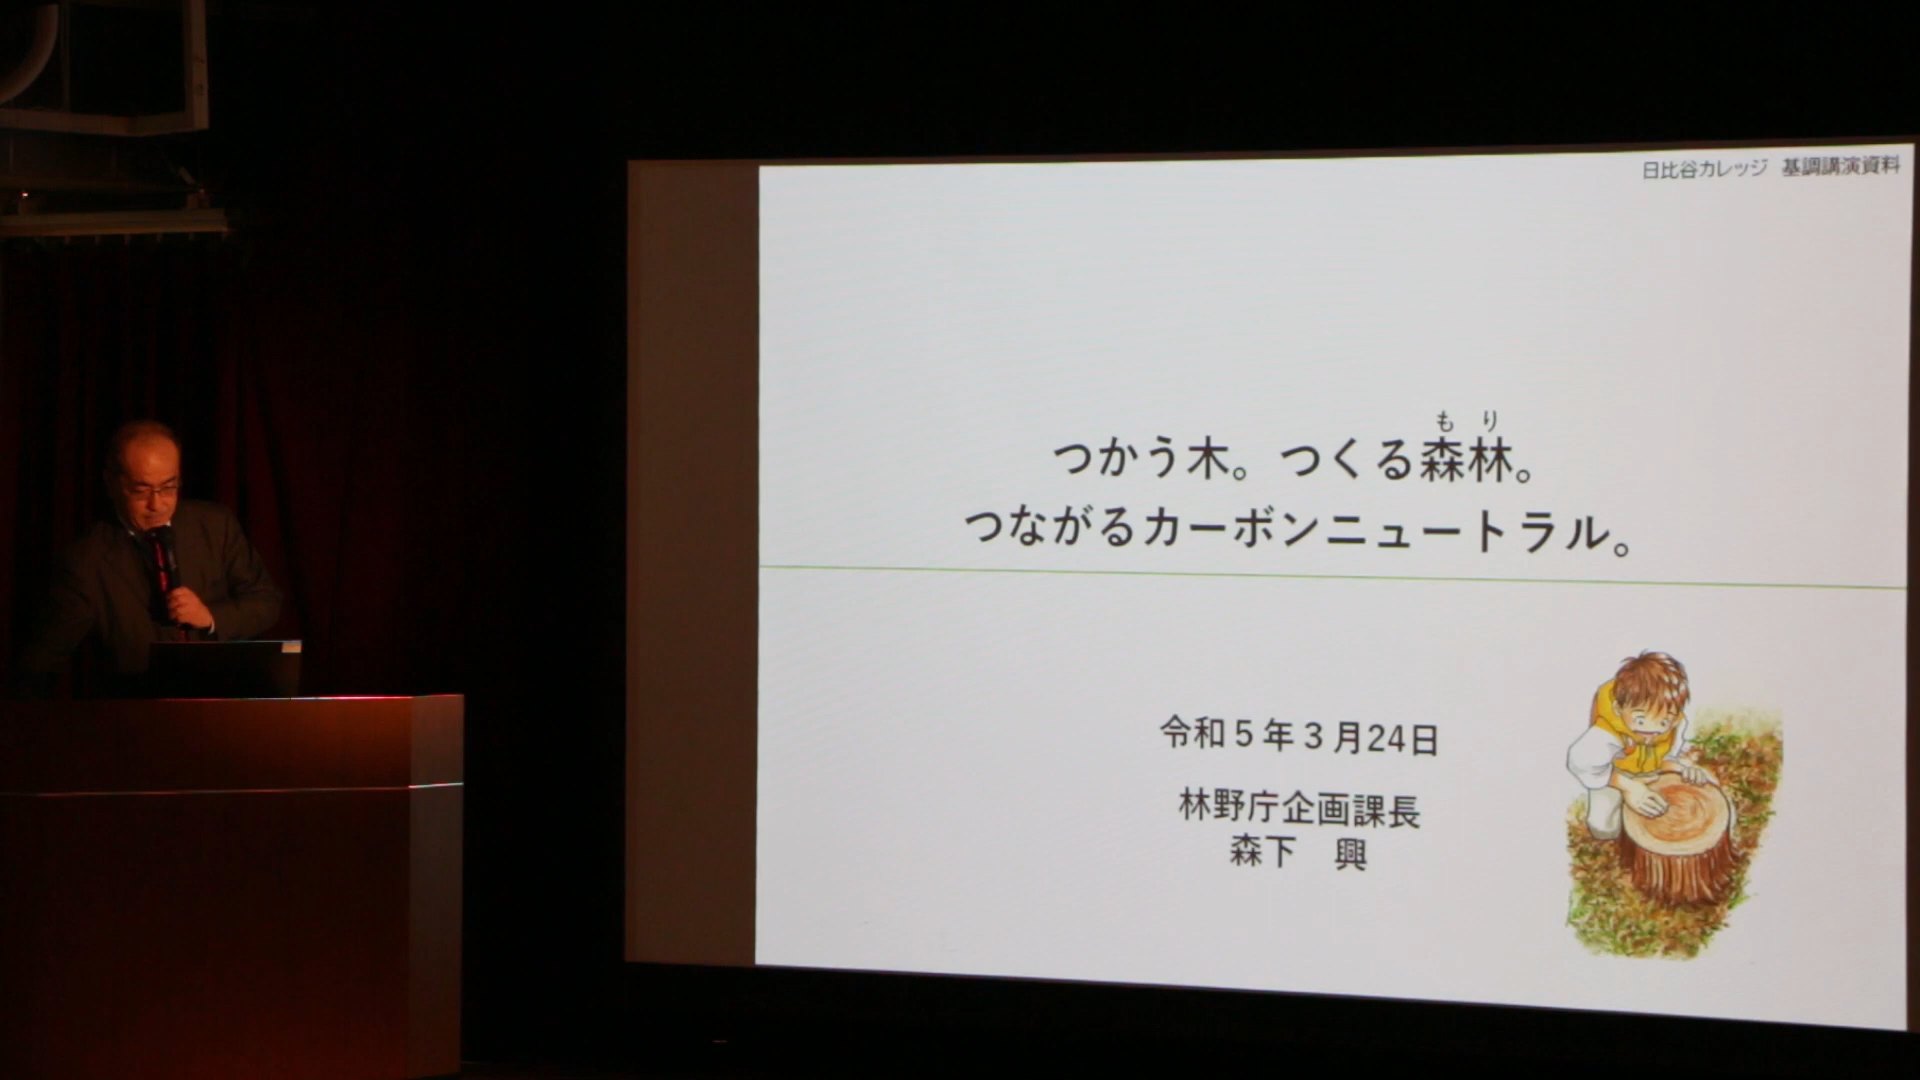 日比谷カレッジ 基調講演資料
もり
つかう木。つくる森林。
つながるカーボンニュートラル。
令和５年３月24日
林野庁企画課長
森下　興